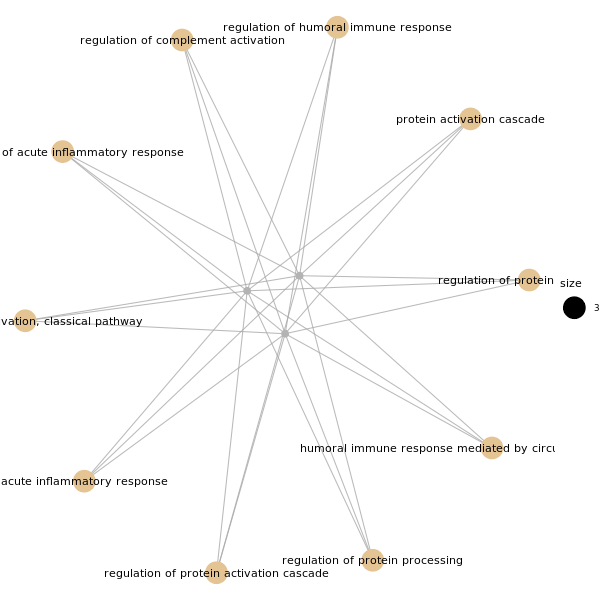 regulation of humoral immune response
regulation of complement activation
protein activation cascade
of acute inflammatory response
regulation of protein
size
3
vation, classical pathway
humoral immune response mediated by circu
acute inflammatory response
regulation of protein processing
regulation of protein activation cascade